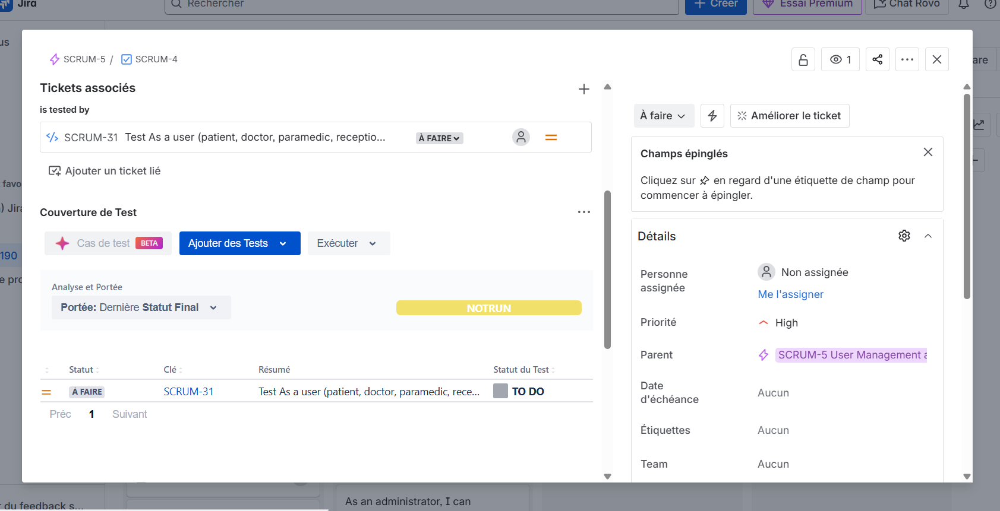 Jira
Rechercher
Créer
Essai Premium
Chat Rovo
us
are
SCRUM-5 / SCRUM-4
1
Tickets associés
is tested by
SCRUM-31 Test As a user (patient, doctor, paramedic, receptio... À FAIRE
Ajouter un ticket lié
Couverture de Test
Cas de test BETA
Ajouter des Tests
Exécuter
Analyse et Portée
Portée: Dernière Statut Final
NOTRUN
Statut Clé Résumé Statut du Test
À FAIRE SCRUM-31 Test As a user (patient, doctor, paramedic, rece... TO DO
Préc 1 Suivant
À faire
Améliorer le ticket
Champs épinglés
Cliquez sur en regard d'une étiquette de champ pour
commencer à épingler.
Détails
Personne
assignée
Non assignée
Me l'assigner
Priorité
High
Parent
SCRUM-5 User Management a
Date
d'échéance
Aucun
Étiquettes
Aucun
Team
Aucun
favo
) Jira
190
e pro
r du feedback s...
As an administrator, I can